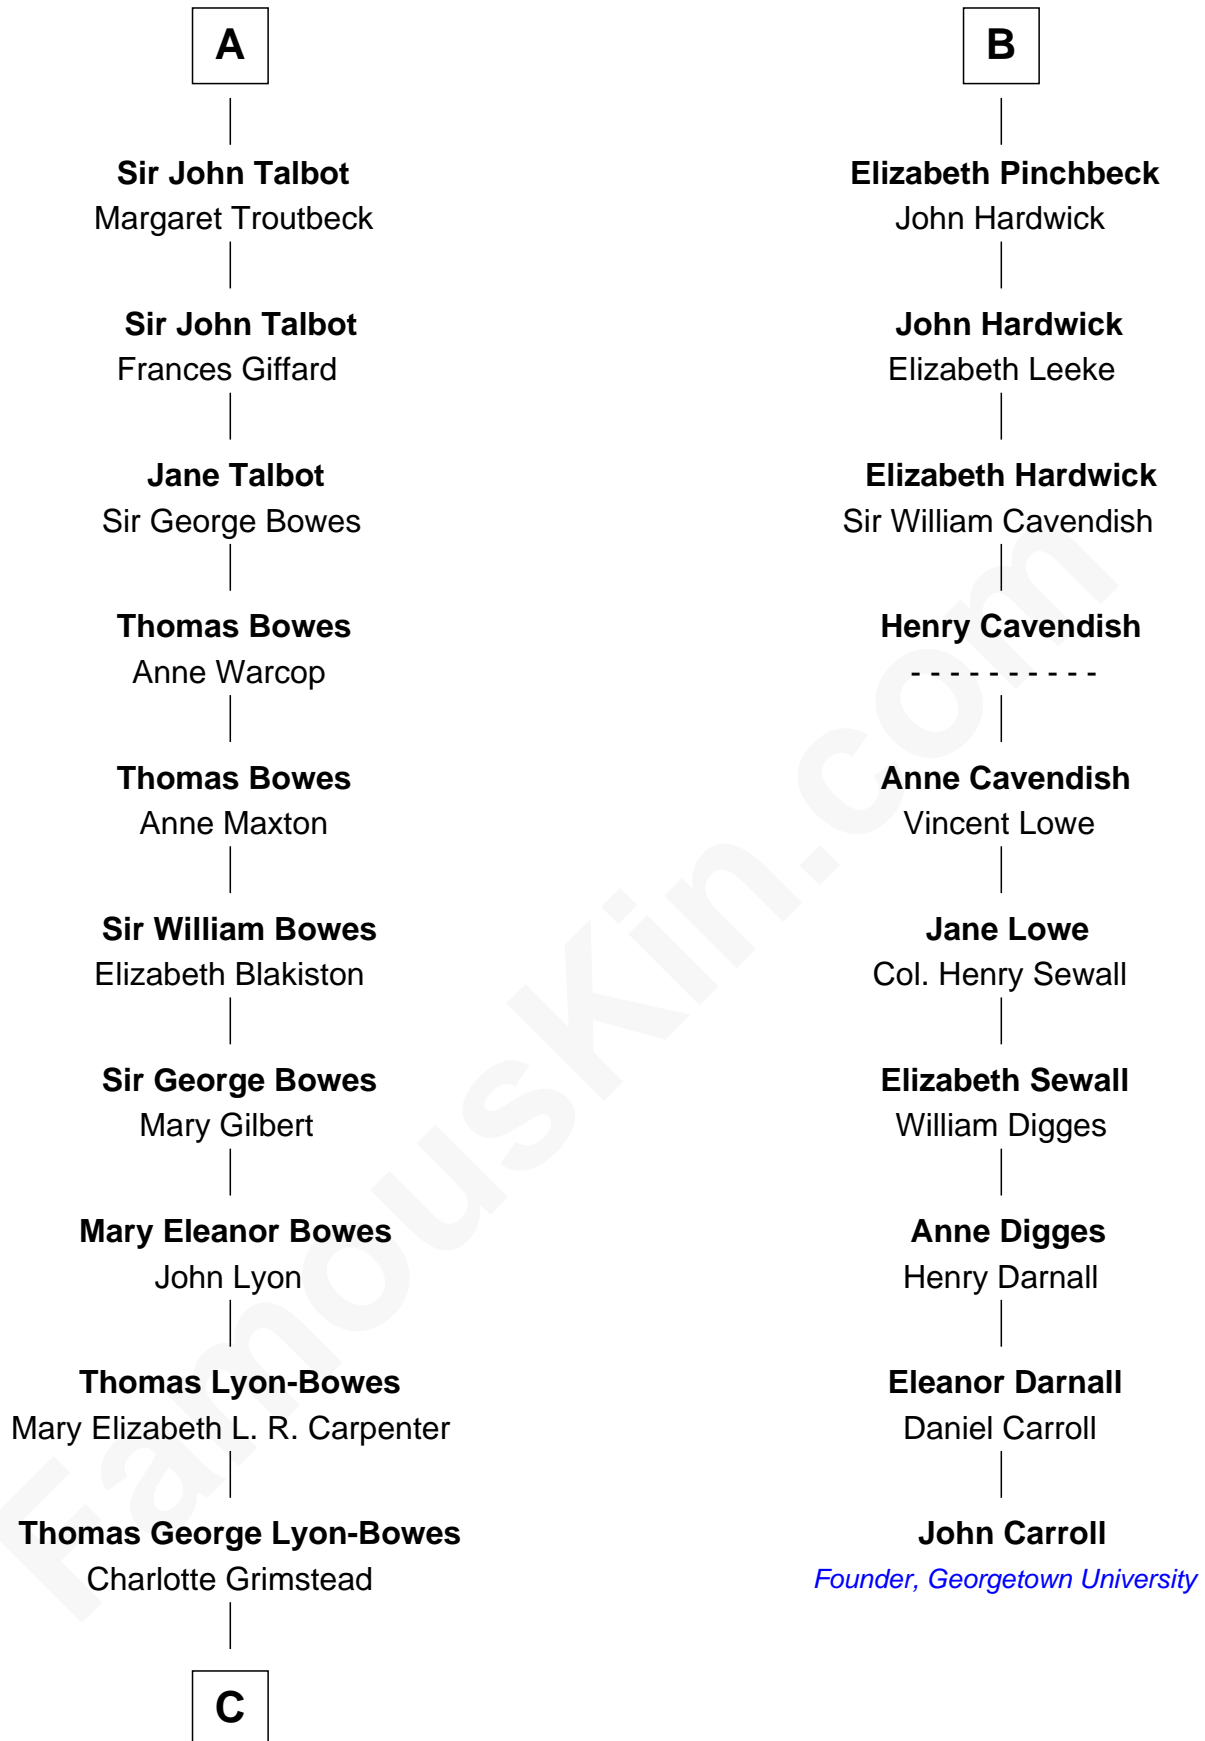 A
Sir John Talbot
Margaret Troutbeck
Sir John Talbot
Frances Giffard
Jane Talbot
Sir George Bowes
Thomas Bowes
Anne Warcop
Thomas Bowes
Anne Maxton
Sir William Bowes
Elizabeth Blakiston
Sir George Bowes
Mary Gilbert
Mary Eleanor Bowes
John Lyon
Thomas Lyon-Bowes
Mary Elizabeth L. R. Carpenter
Thomas George Lyon-Bowes
Charlotte Grimstead
C
B
Elizabeth Pinchbeck
John Hardwick
John Hardwick
Elizabeth Leeke
Elizabeth Hardwick
Sir William Cavendish
Henry Cavendish
- - - - - - - - - -
Anne Cavendish
Vincent Lowe
Jane Lowe
Col. Henry Sewall
Elizabeth Sewall
William Digges
Anne Digges
Henry Darnall
Eleanor Darnall
Daniel Carroll
John Carroll
Founder, Georgetown University
FamousKin.com